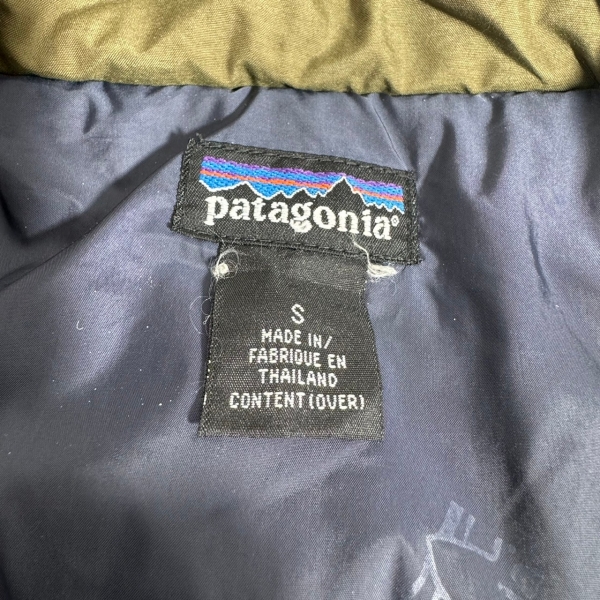 patagonia®
S
MADE IN/
FABRIQUE EN
THAILAND
CONTENT (OVER)